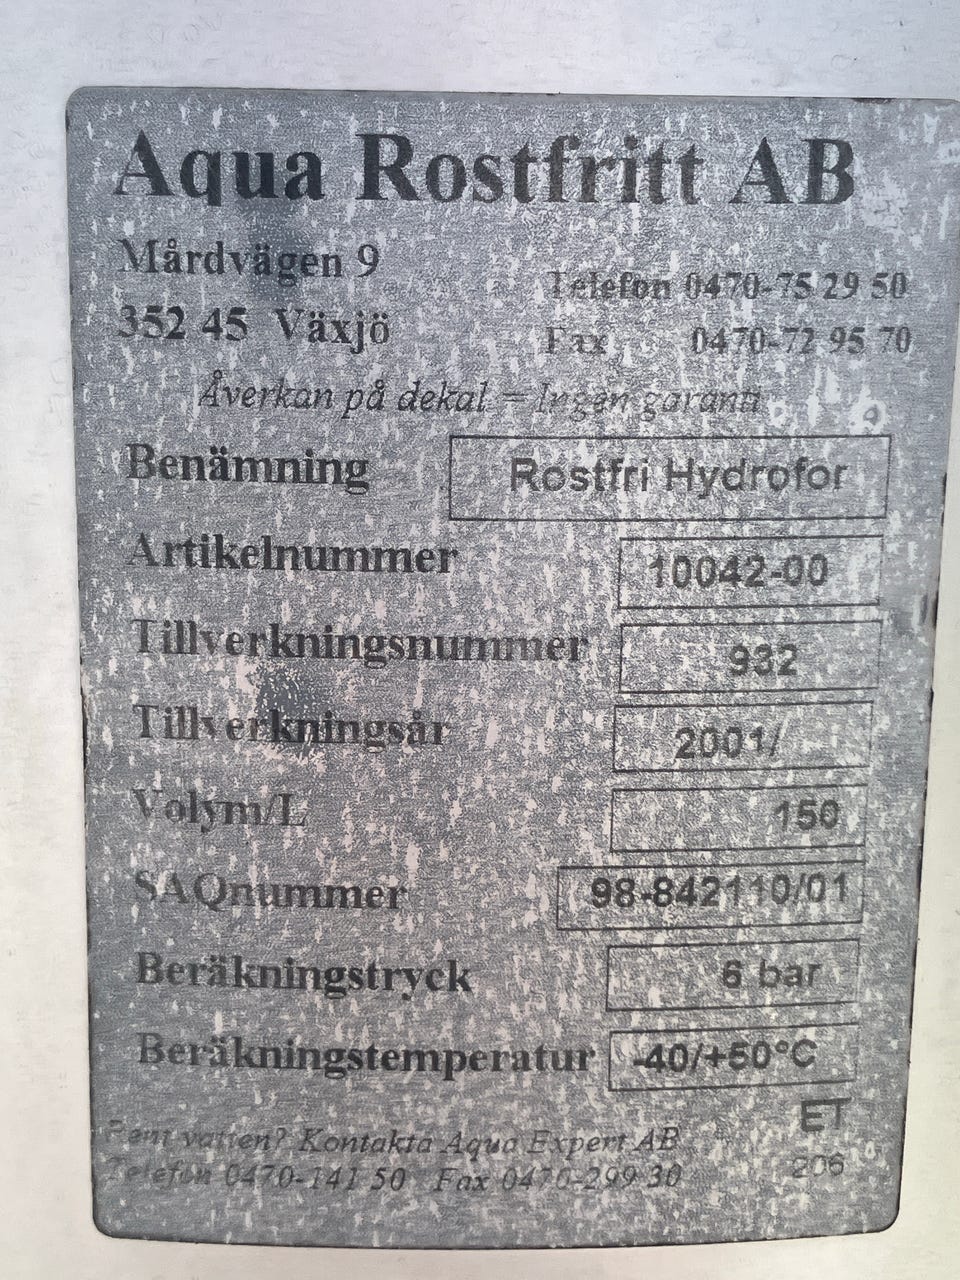 Aqua Rostfritt AB
Mårdvägen 9
352 45 Växjö
Telefon 0470-75 29 50
Fax 0470-72 95 70
Åverkan på dekal = Ingen garanti
Benämning Rostfri Hydrofor
Artikelnummer 10042-00
Tillverkningsnummer 932
Tillverkningsår 2001/
Volym/L 150
SAQnummer 98-842110/01
Beräkningstryck 6 bar
Beräkningstemperatur -40/+50°C
ET
206
Rent vatten? Kontakta Aqua Expert AB
Telefon 0470-141 50 Fax 0470-299 30